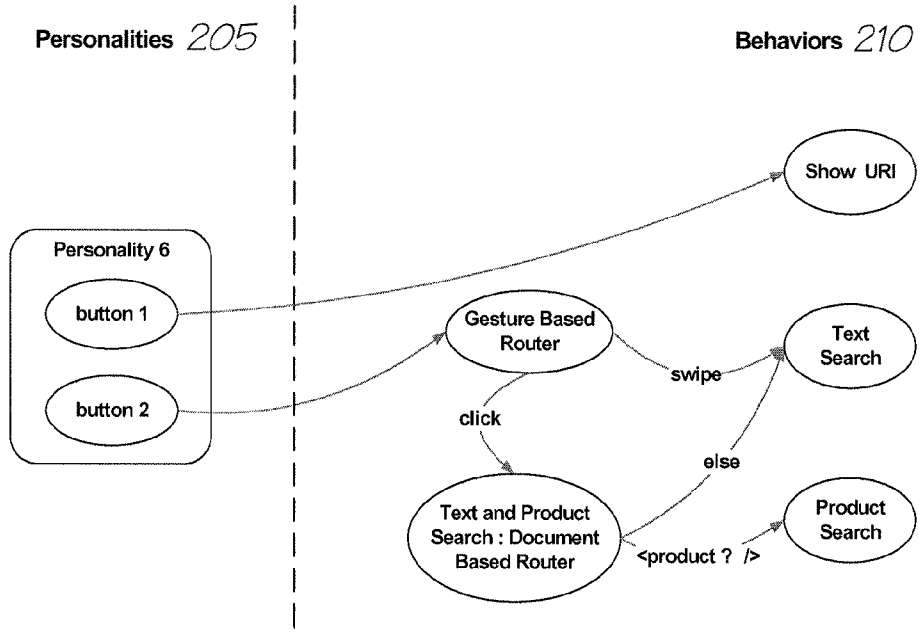 Personalities 205
Behaviors 210
Show URI
Personality 6
button 1
button 2
Gesture Based
Router
swipe
click
Text
Search
else
Text and Product
Search : Document
Based Router
<product ? />
Product
Search